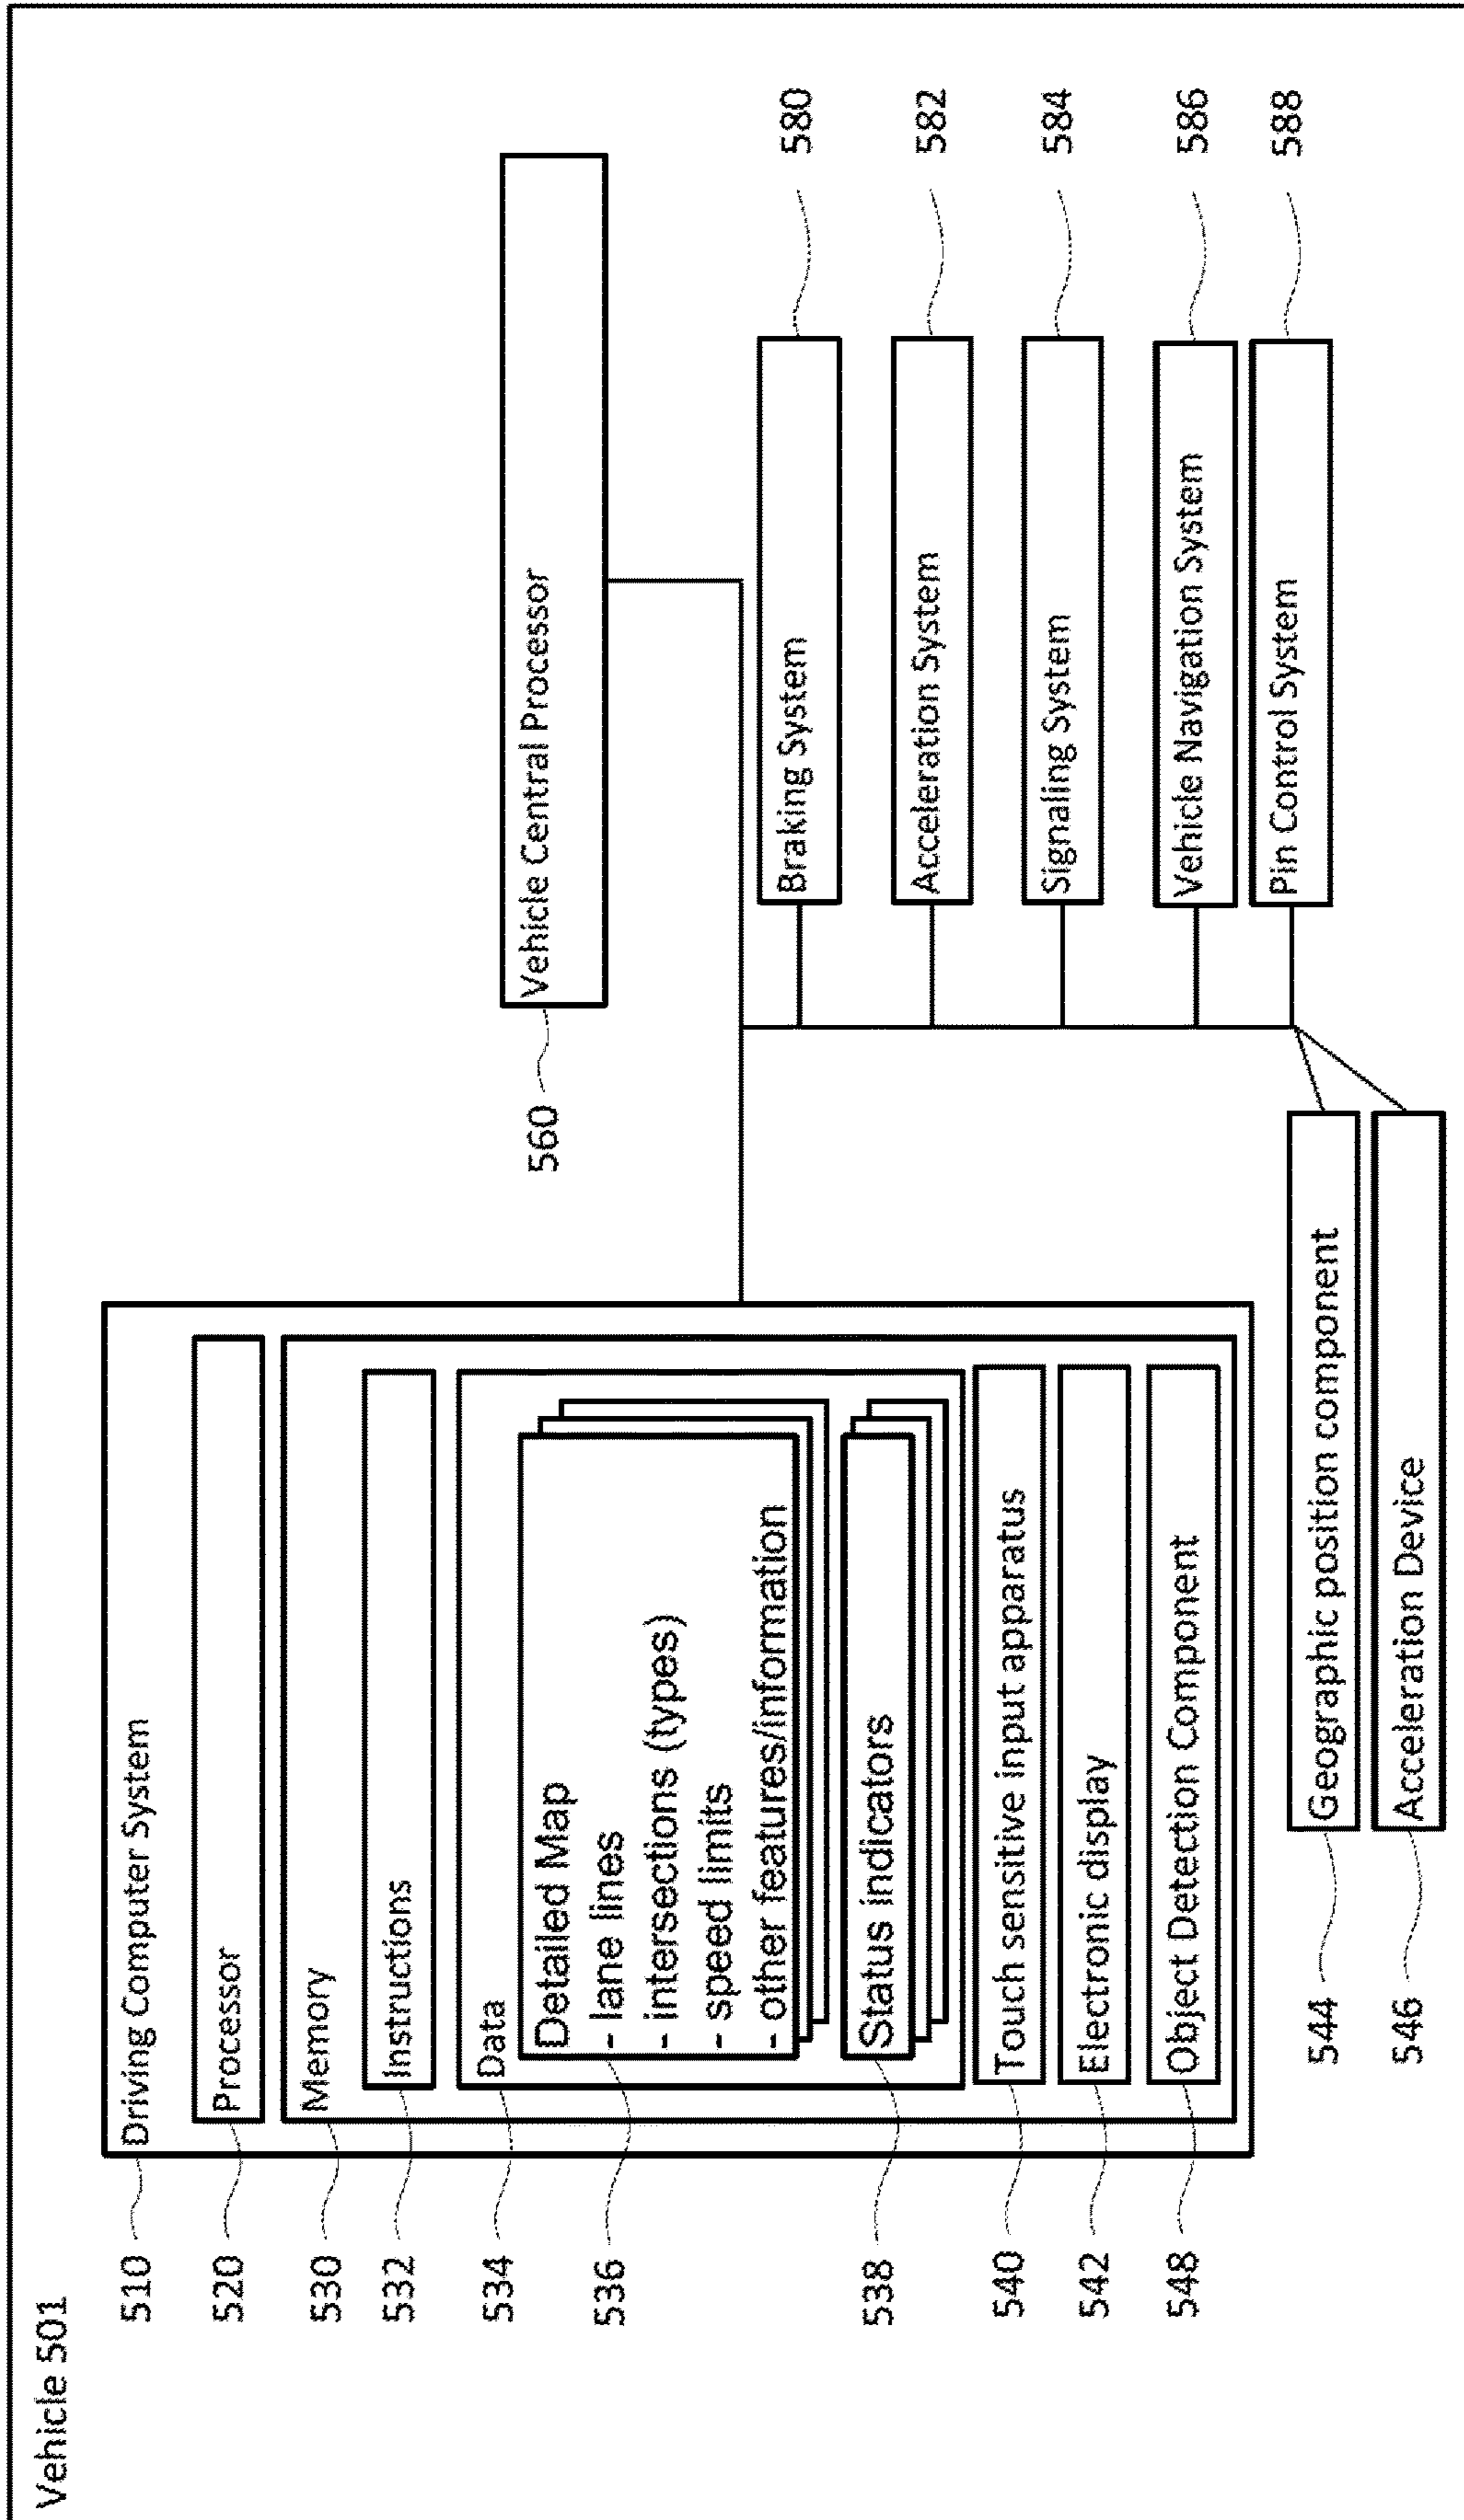 Vehicle 501
510
Driving Computer System
520
Processor
530
Memory
532
Instructions
534
Data
536
Detailed Map
- lane lines
- intersections (types)
- speed limits
- other features/information
538
Status indicators
540
Touch sensitive input apparatus
542
Electronic display
548
Object Detection Component
544
Geographic position component
546
Acceleration Device
560
Vehicle Central Processor
Braking System
580
Acceleration System
582
Signaling System
584
Vehicle Navigation System
586
Pin Control System
588